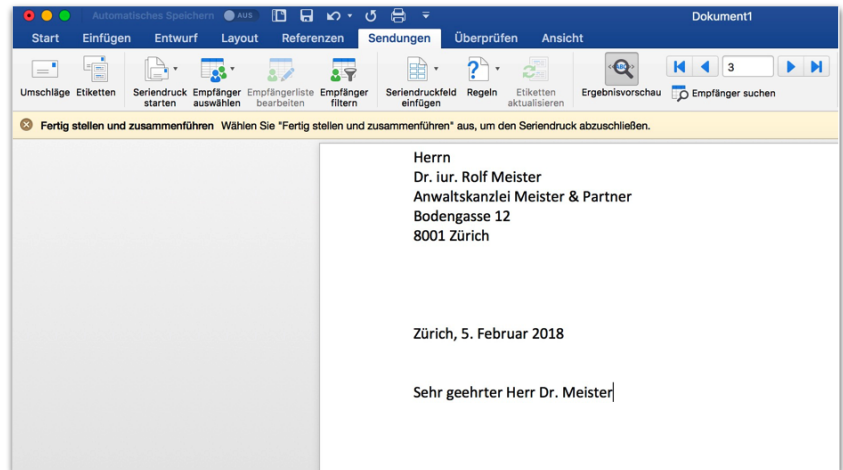 Automatisches Speichern AUS Dokument1
Start Einfügen Entwurf Layout Referenzen Sendungen Überprüfen Ansicht
Umschläge Etiketten Seriendruck starten Empfänger auswählen Empfängerliste bearbeiten Empfänger filtern Seriendruckfeld einfügen Regeln Etiketten aktualisieren «ABC» Ergebnisvorschau 3 Empfänger suchen
Fertig stellen und zusammenführen Wählen Sie "Fertig stellen und zusammenführen" aus, um den Seriendruck abzuschließen.
Herrn
Dr. iur. Rolf Meister
Anwaltskanzlei Meister & Partner
Bodengasse 12
8001 Zürich
Zürich, 5. Februar 2018
Sehr geehrter Herr Dr. Meister